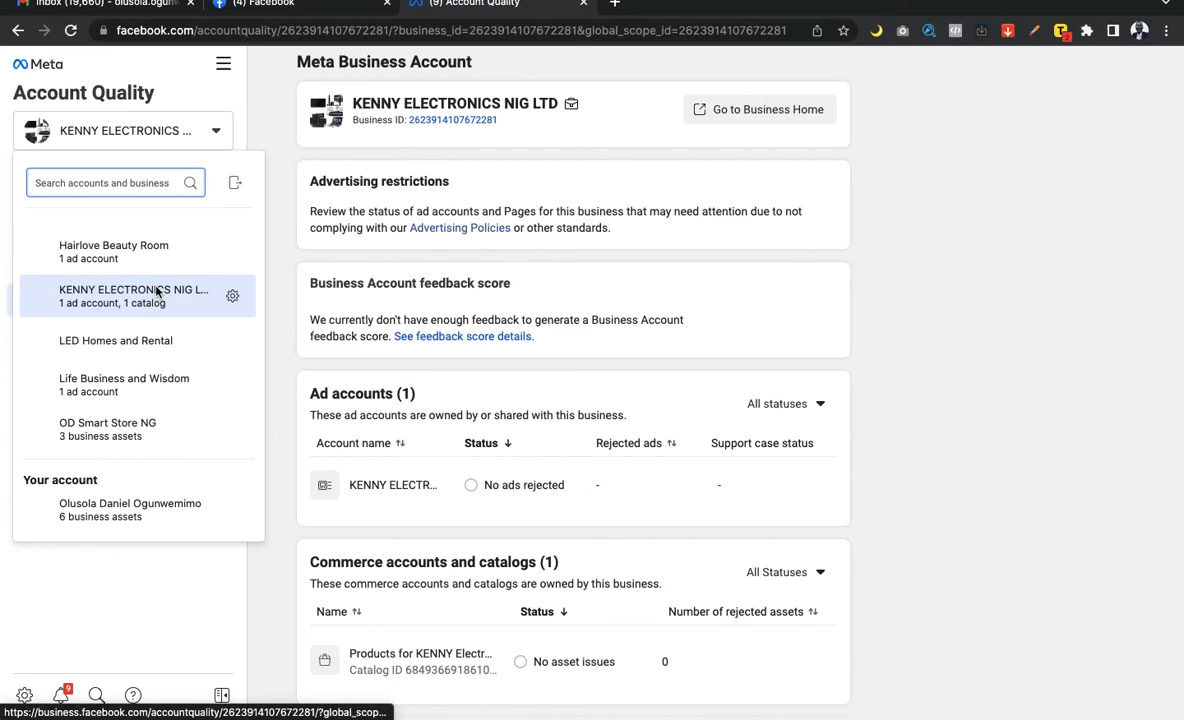 Inbox (19,660) - olusola.ogunw
(4) Facebook
(9) Account Quality
facebook.com/accountquality/2623914107672281/?business_id=2623914107672281&global_scope_id=2623914107672281
2
Meta
Account Quality
KENNY ELECTRONICS ...
Search accounts and business
Hairlove Beauty Room
1 ad account
KENNY ELECTRONICS NIG L...
1 ad account, 1 catalog
LED Homes and Rental
Life Business and Wisdom
1 ad account
OD Smart Store NG
3 business assets
Your account
Olusola Daniel Ogunwemimo
6 business assets
9
https://business.facebook.com/accountquality/2623914107672281/?global_scop...
Meta Business Account
KENNY ELECTRONICS NIG LTD
Business ID: 2623914107672281
Go to Business Home
Advertising restrictions
Review the status of ad accounts and Pages for this business that may need attention due to not
complying with our Advertising Policies or other standards.
Business Account feedback score
We currently don't have enough feedback to generate a Business Account
feedback score. See feedback score details.
Ad accounts (1)
These ad accounts are owned by or shared with this business.
All statuses
Account name Status Rejected ads Support case status
KENNY ELECTR... No ads rejected - -
Commerce accounts and catalogs (1)
These commerce accounts and catalogs are owned by this business.
All Statuses
Name Status Number of rejected assets
Products for KENNY Electr... No asset issues 0
Catalog ID 6849366918610...